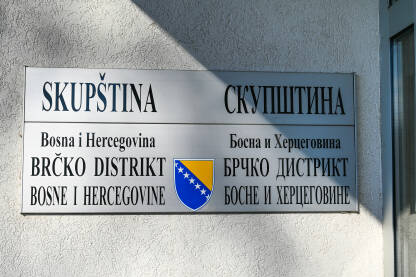 SKUPŠTINA СКУПШТИНА
Bosna i Hercegovina Босна и Херцеговина
BRČKO DISTRIKT БРЧКО ДИСТРИКТ
BOSNE I HERCEGOVINE БОСНЕ И ХЕРЦЕГОВИНЕ